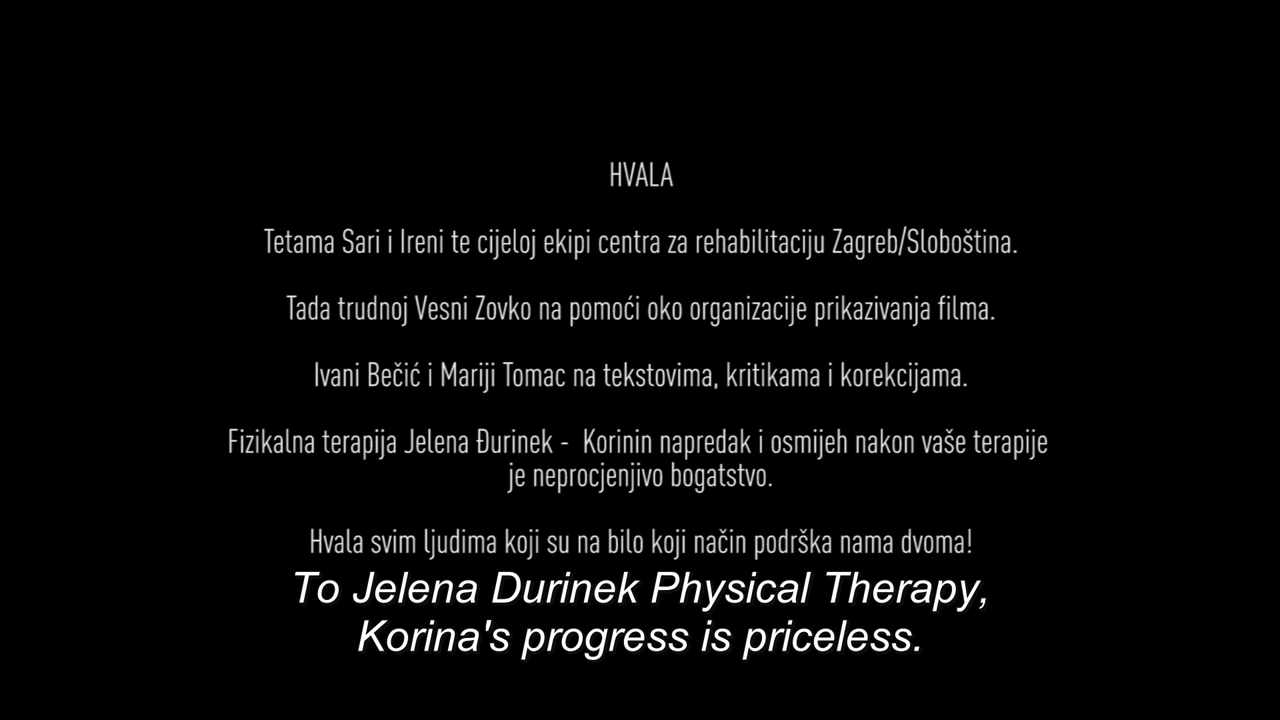 HVALA
Tetama Sari i Ireni te cijeloj ekipi centra za rehabilitaciju Zagreb/Sloboština.
Tada trudnoj Vesni Zovko na pomoći oko organizacije prikazivanja filma.
Ivani Bečić i Mariji Tomac na tekstovima, kritikama i korekcijama.
Fizikalna terapija Jelena Đurinek -  Korinin napredak i osmijeh nakon vaše terapije
je neprocjenjivo bogatstvo.
Hvala svim ljudima koji su na bilo koji način podrška nama dvoma!
To Jelena Durinek Physical Therapy,
Korina's progress is priceless.